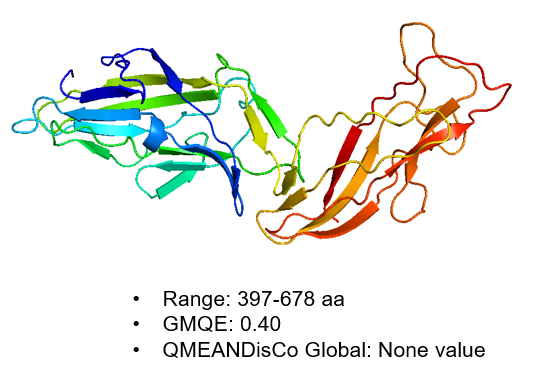 • Range: 397-678 aa
• GMQE: 0.40
• QMEANDisCo Global: None value